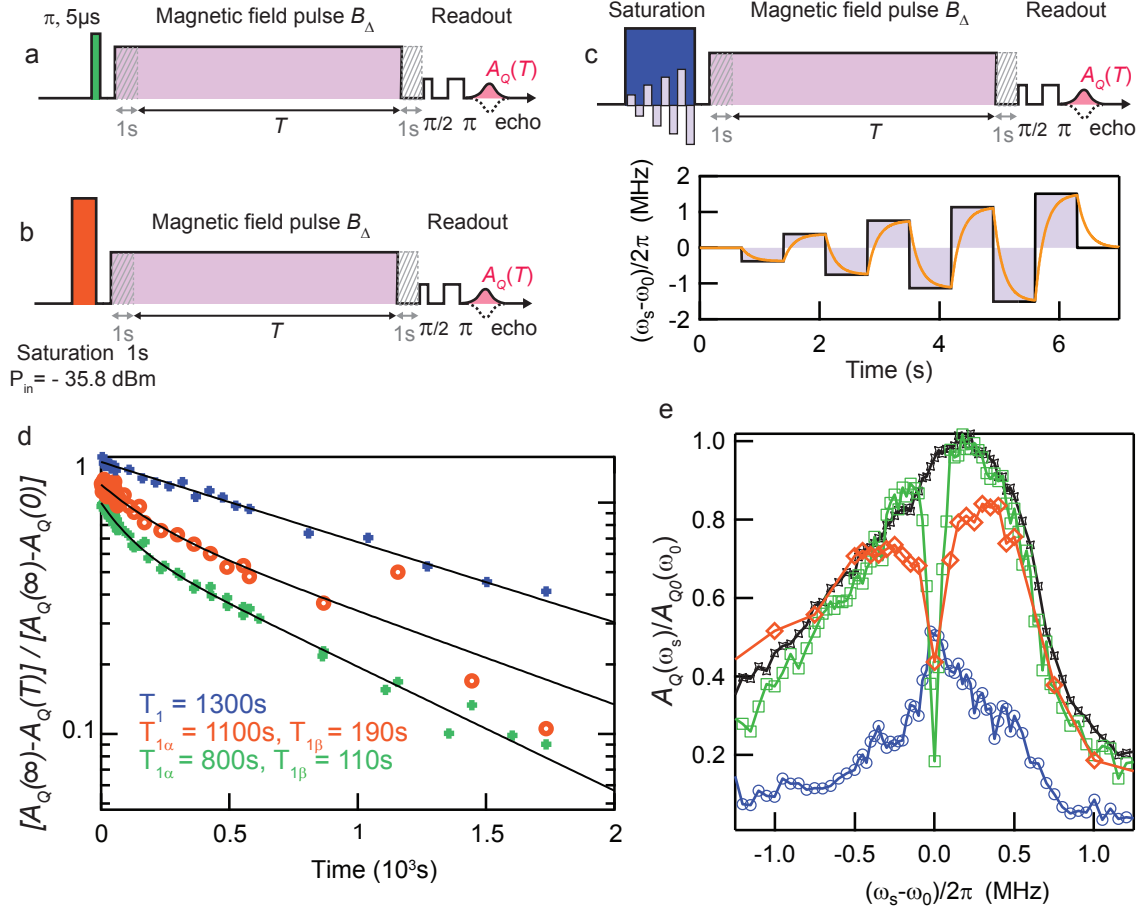 a
π, 5µs
Magnetic field pulse B_Δ
Readout
A_Q(T)
1s
T
1s
π/2 π
echo
b
Magnetic field pulse B_Δ
Readout
A_Q(T)
1s
T
1s
π/2 π
echo
Saturation 1s
P_in = - 35.8 dBm
c
Saturation
Magnetic field pulse B_Δ
Readout
A_Q(T)
1s
T
1s
π/2 π
echo
(ω_s-ω_0)/2π (MHz)
2
1
0
-1
-2
0
2
4
6
Time (s)
d
[A_Q(∞)-A_Q(T)] / [A_Q(∞)-A_Q(0)]
1
0.1
T_1 = 1300s
T_1α = 1100s, T_1β = 190s
T_1α = 800s, T_1β = 110s
0
0.5
1
1.5
2
Time (10³s)
e
A_Q(ω_s)/A_Q0(ω_0)
1.0
0.8
0.6
0.4
0.2
-1.0
-0.5
0.0
0.5
1.0
(ω_s-ω_0)/2π (MHz)